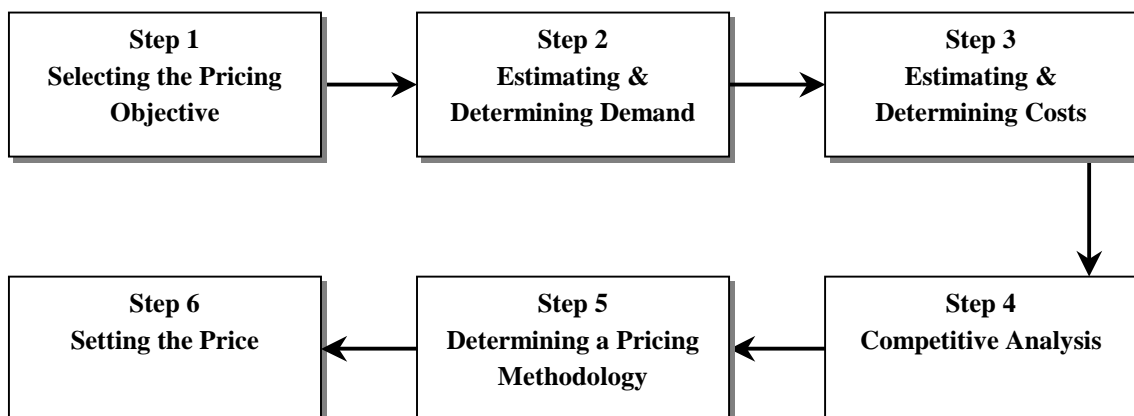 Step 1
Selecting the Pricing
Objective
Step 2
Estimating &
Determining Demand
Step 3
Estimating &
Determining Costs
Step 4
Competitive Analysis
Step 5
Determining a Pricing
Methodology
Step 6
Setting the Price